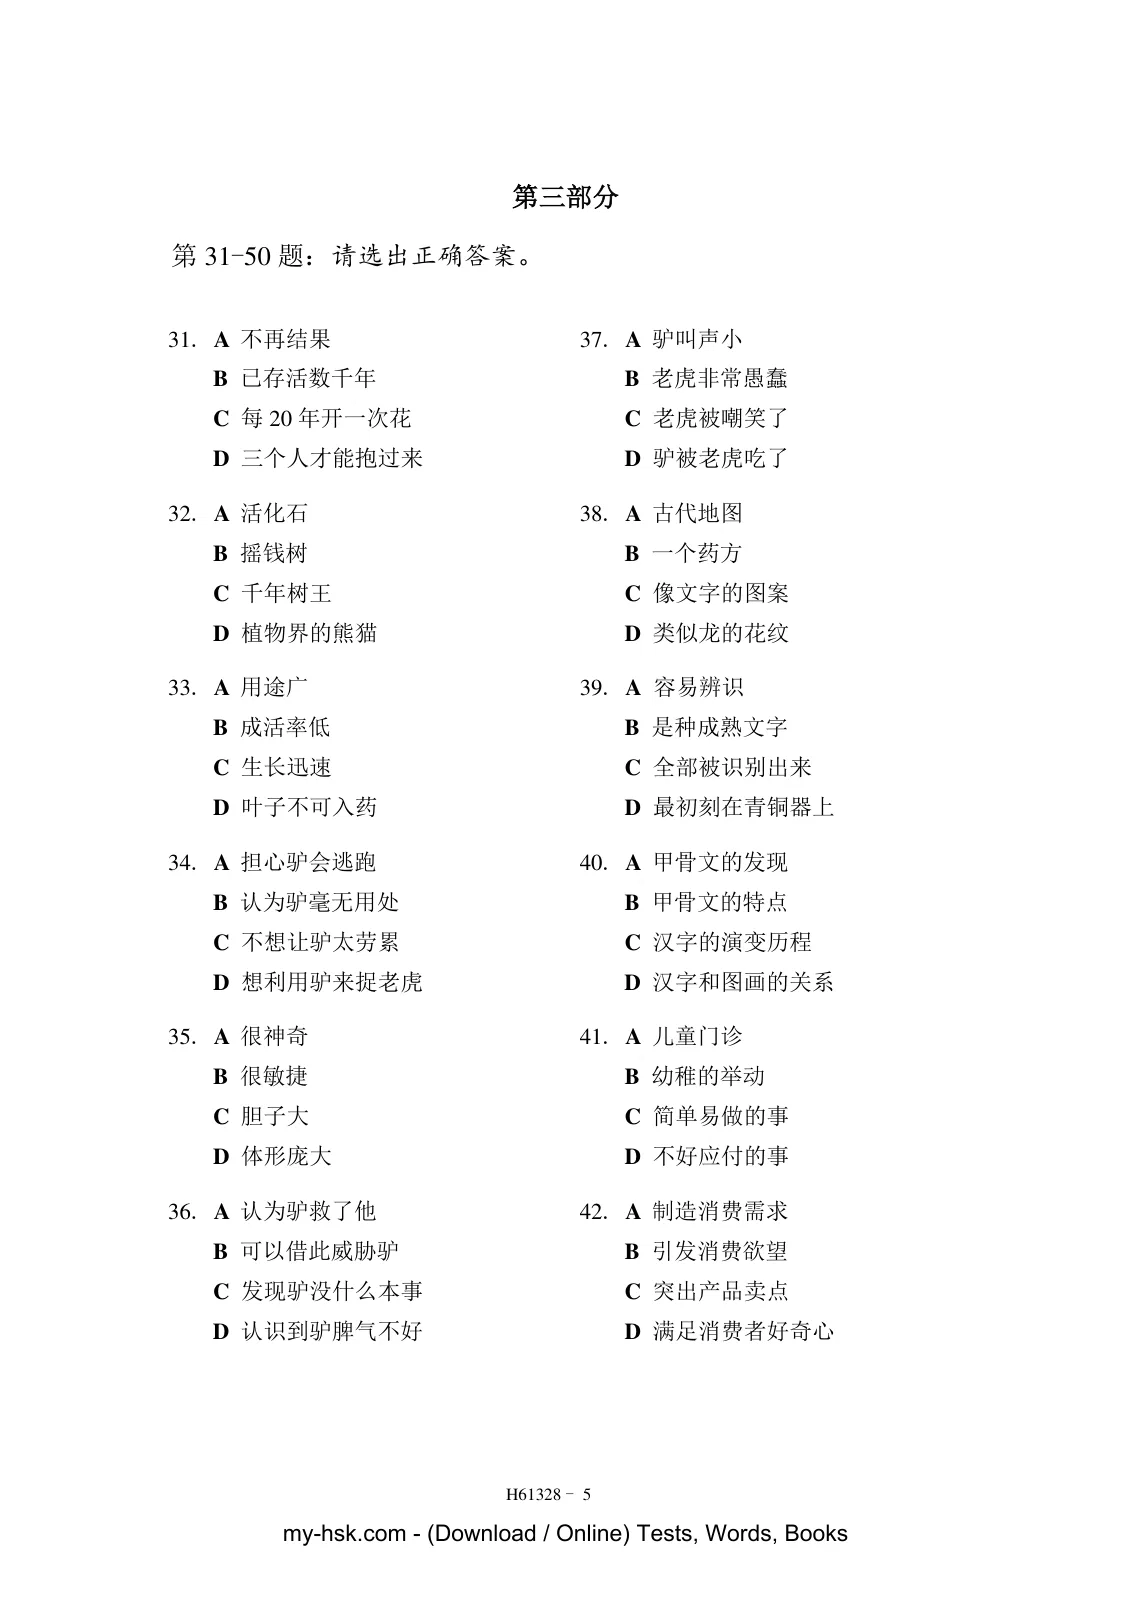 第三部分
第 31-50 题：请选出正确答案。
31. A 不再结果
B 已存活数千年
C 每 20 年开一次花
D 三个人才能抱过来
32. A 活化石
B 摇钱树
C 千年树王
D 植物界的熊猫
33. A 用途广
B 成活率低
C 生长迅速
D 叶子不可入药
34. A 担心驴会逃跑
B 认为驴毫无用处
C 不想让驴太劳累
D 想利用驴来捉老虎
35. A 很神奇
B 很敏捷
C 胆子大
D 体形庞大
36. A 认为驴救了他
B 可以借此威胁驴
C 发现驴没什么本事
D 认识到驴脾气不好
37. A 驴叫声小
B 老虎非常愚蠢
C 老虎被嘲笑了
D 驴被老虎吃了
38. A 古代地图
B 一个药方
C 像文字的图案
D 类似龙的花纹
39. A 容易辨识
B 是种成熟文字
C 全部被识别出来
D 最初刻在青铜器上
40. A 甲骨文的发现
B 甲骨文的特点
C 汉字的演变历程
D 汉字和图画的关系
41. A 儿童门诊
B 幼稚的举动
C 简单易做的事
D 不好应付的事
42. A 制造消费需求
B 引发消费欲望
C 突出产品卖点
D 满足消费者好奇心
H61328－ 5
my-hsk.com - (Download / Online) Tests, Words, Books